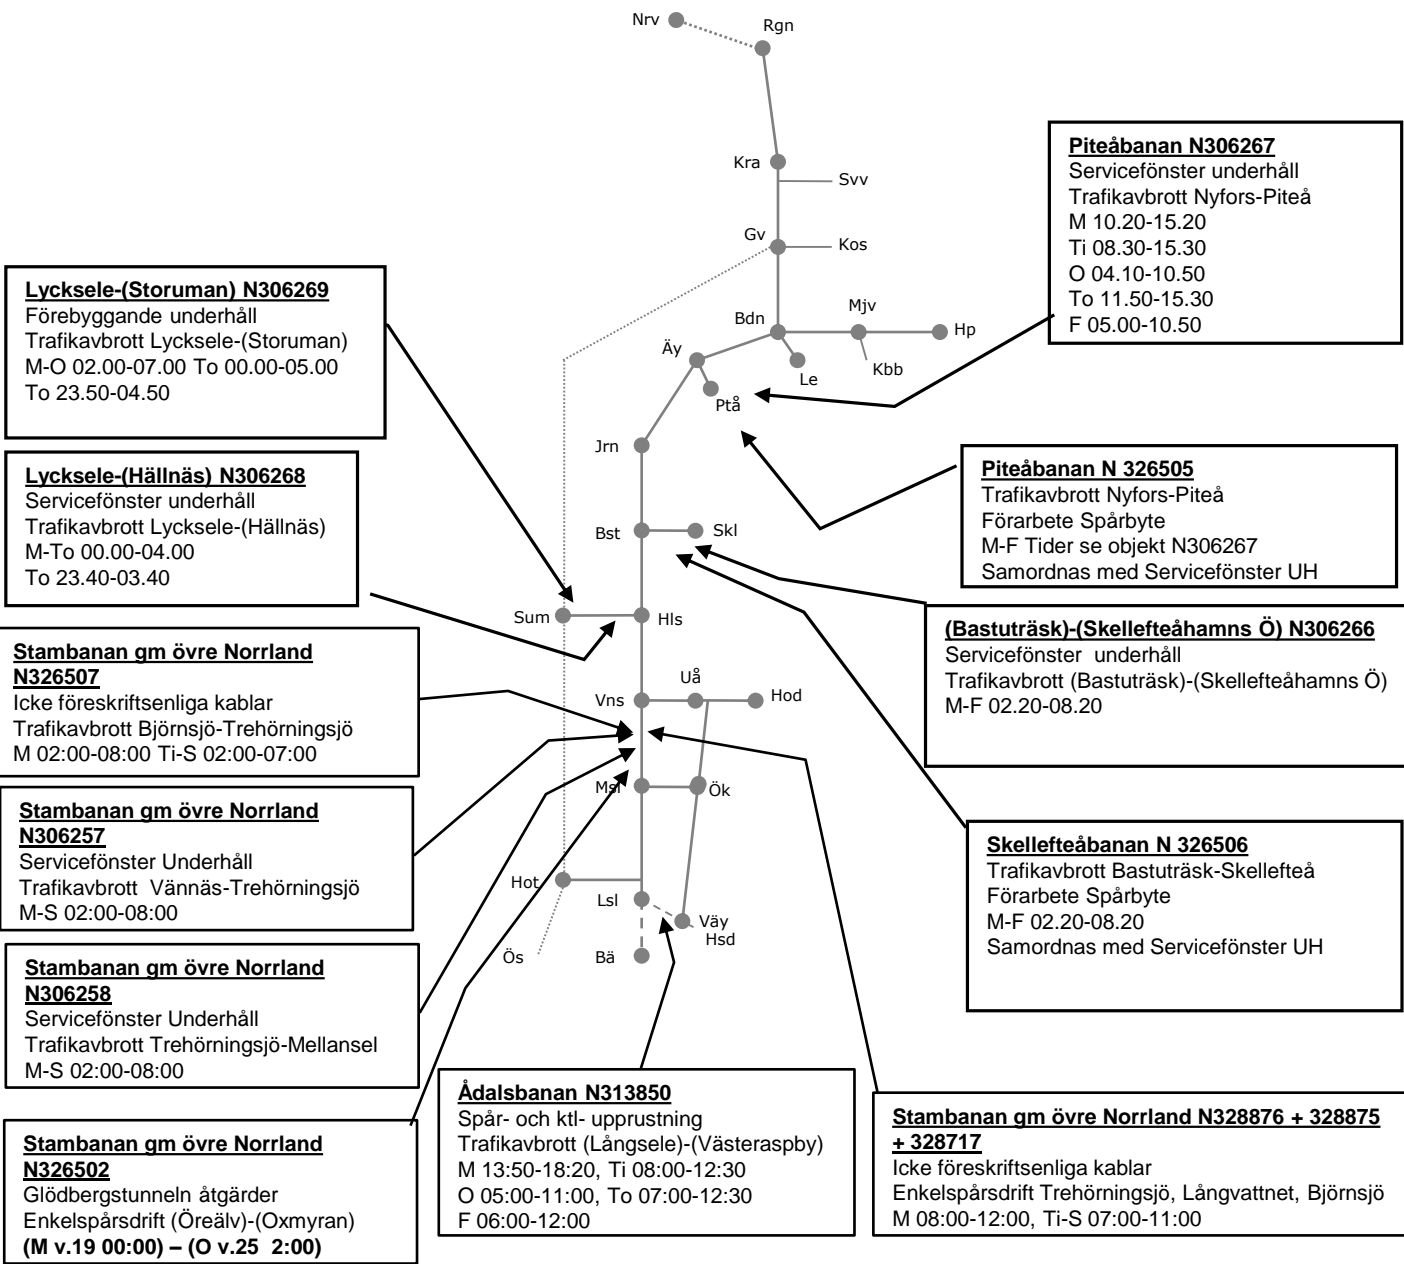 Nrv
Rgn
Kra
Svv
Gv
Kos
Bdn
Mjv
Hp
Äy
Le
Kbb
Ptå
Jrn
Bst
Skl
Sum
Hls
Uå
Vns
Hod
Msl
Ök
Hot
Lsl
Väy
Hsd
Ös
Bä
Piteåbanan N306267
Servicefönster underhåll
Trafikavbrott Nyfors-Piteå
M 10.20-15.20
Ti 08.30-15.30
O 04.10-10.50
To 11.50-15.30
F 05.00-10.50
Lycksele-(Storuman) N306269
Förebyggande underhåll
Trafikavbrott Lycksele-(Storuman)
M-O 02.00-07.00 To 00.00-05.00
To 23.50-04.50
Lycksele-(Hällnäs) N306268
Servicefönster underhåll
Trafikavbrott Lycksele-(Hällnäs)
M-To 00.00-04.00
To 23.40-03.40
Piteåbanan N 326505
Trafikavbrott Nyfors-Piteå
Förarbete Spårbyte
M-F Tider se objekt N306267
Samordnas med Servicefönster UH
(Bastuträsk)-(Skellefteåhamns Ö) N306266
Servicefönster underhåll
Trafikavbrott (Bastuträsk)-(Skellefteåhamns Ö)
M-F 02.20-08.20
Stambanan gm övre Norrland
N326507
Icke föreskriftsenliga kablar
Trafikavbrott Björnsjö-Trehörningsjö
M 02:00-08:00 Ti-S 02:00-07:00
Stambanan gm övre Norrland
N306257
Servicefönster Underhåll
Trafikavbrott Vännäs-Trehörningsjö
M-S 02:00-08:00
Skellefteåbanan N 326506
Trafikavbrott Bastuträsk-Skellefteå
Förarbete Spårbyte
M-F 02.20-08.20
Samordnas med Servicefönster UH
Stambanan gm övre Norrland
N306258
Servicefönster Underhåll
Trafikavbrott Trehörningsjö-Mellansel
M-S 02:00-08:00
Stambanan gm övre Norrland
N326502
Glödbergstunneln åtgärder
Enkelspårsdrift (Öreälv)-(Oxmyran)
(M v.19 00:00) – (O v.25 2:00)
Ådalsbanan N313850
Spår- och ktl- upprustning
Trafikavbrott (Långsele)-(Västeraspby)
M 13:50-18:20, Ti 08:00-12:30
O 05:00-11:00, To 07:00-12:30
F 06:00-12:00
Stambanan gm övre Norrland N328876 + 328875
+ 328717
Icke föreskriftsenliga kablar
Enkelspårsdrift Trehörningsjö, Långvattnet, Björnsjö
M 08:00-12:00, Ti-S 07:00-11:00